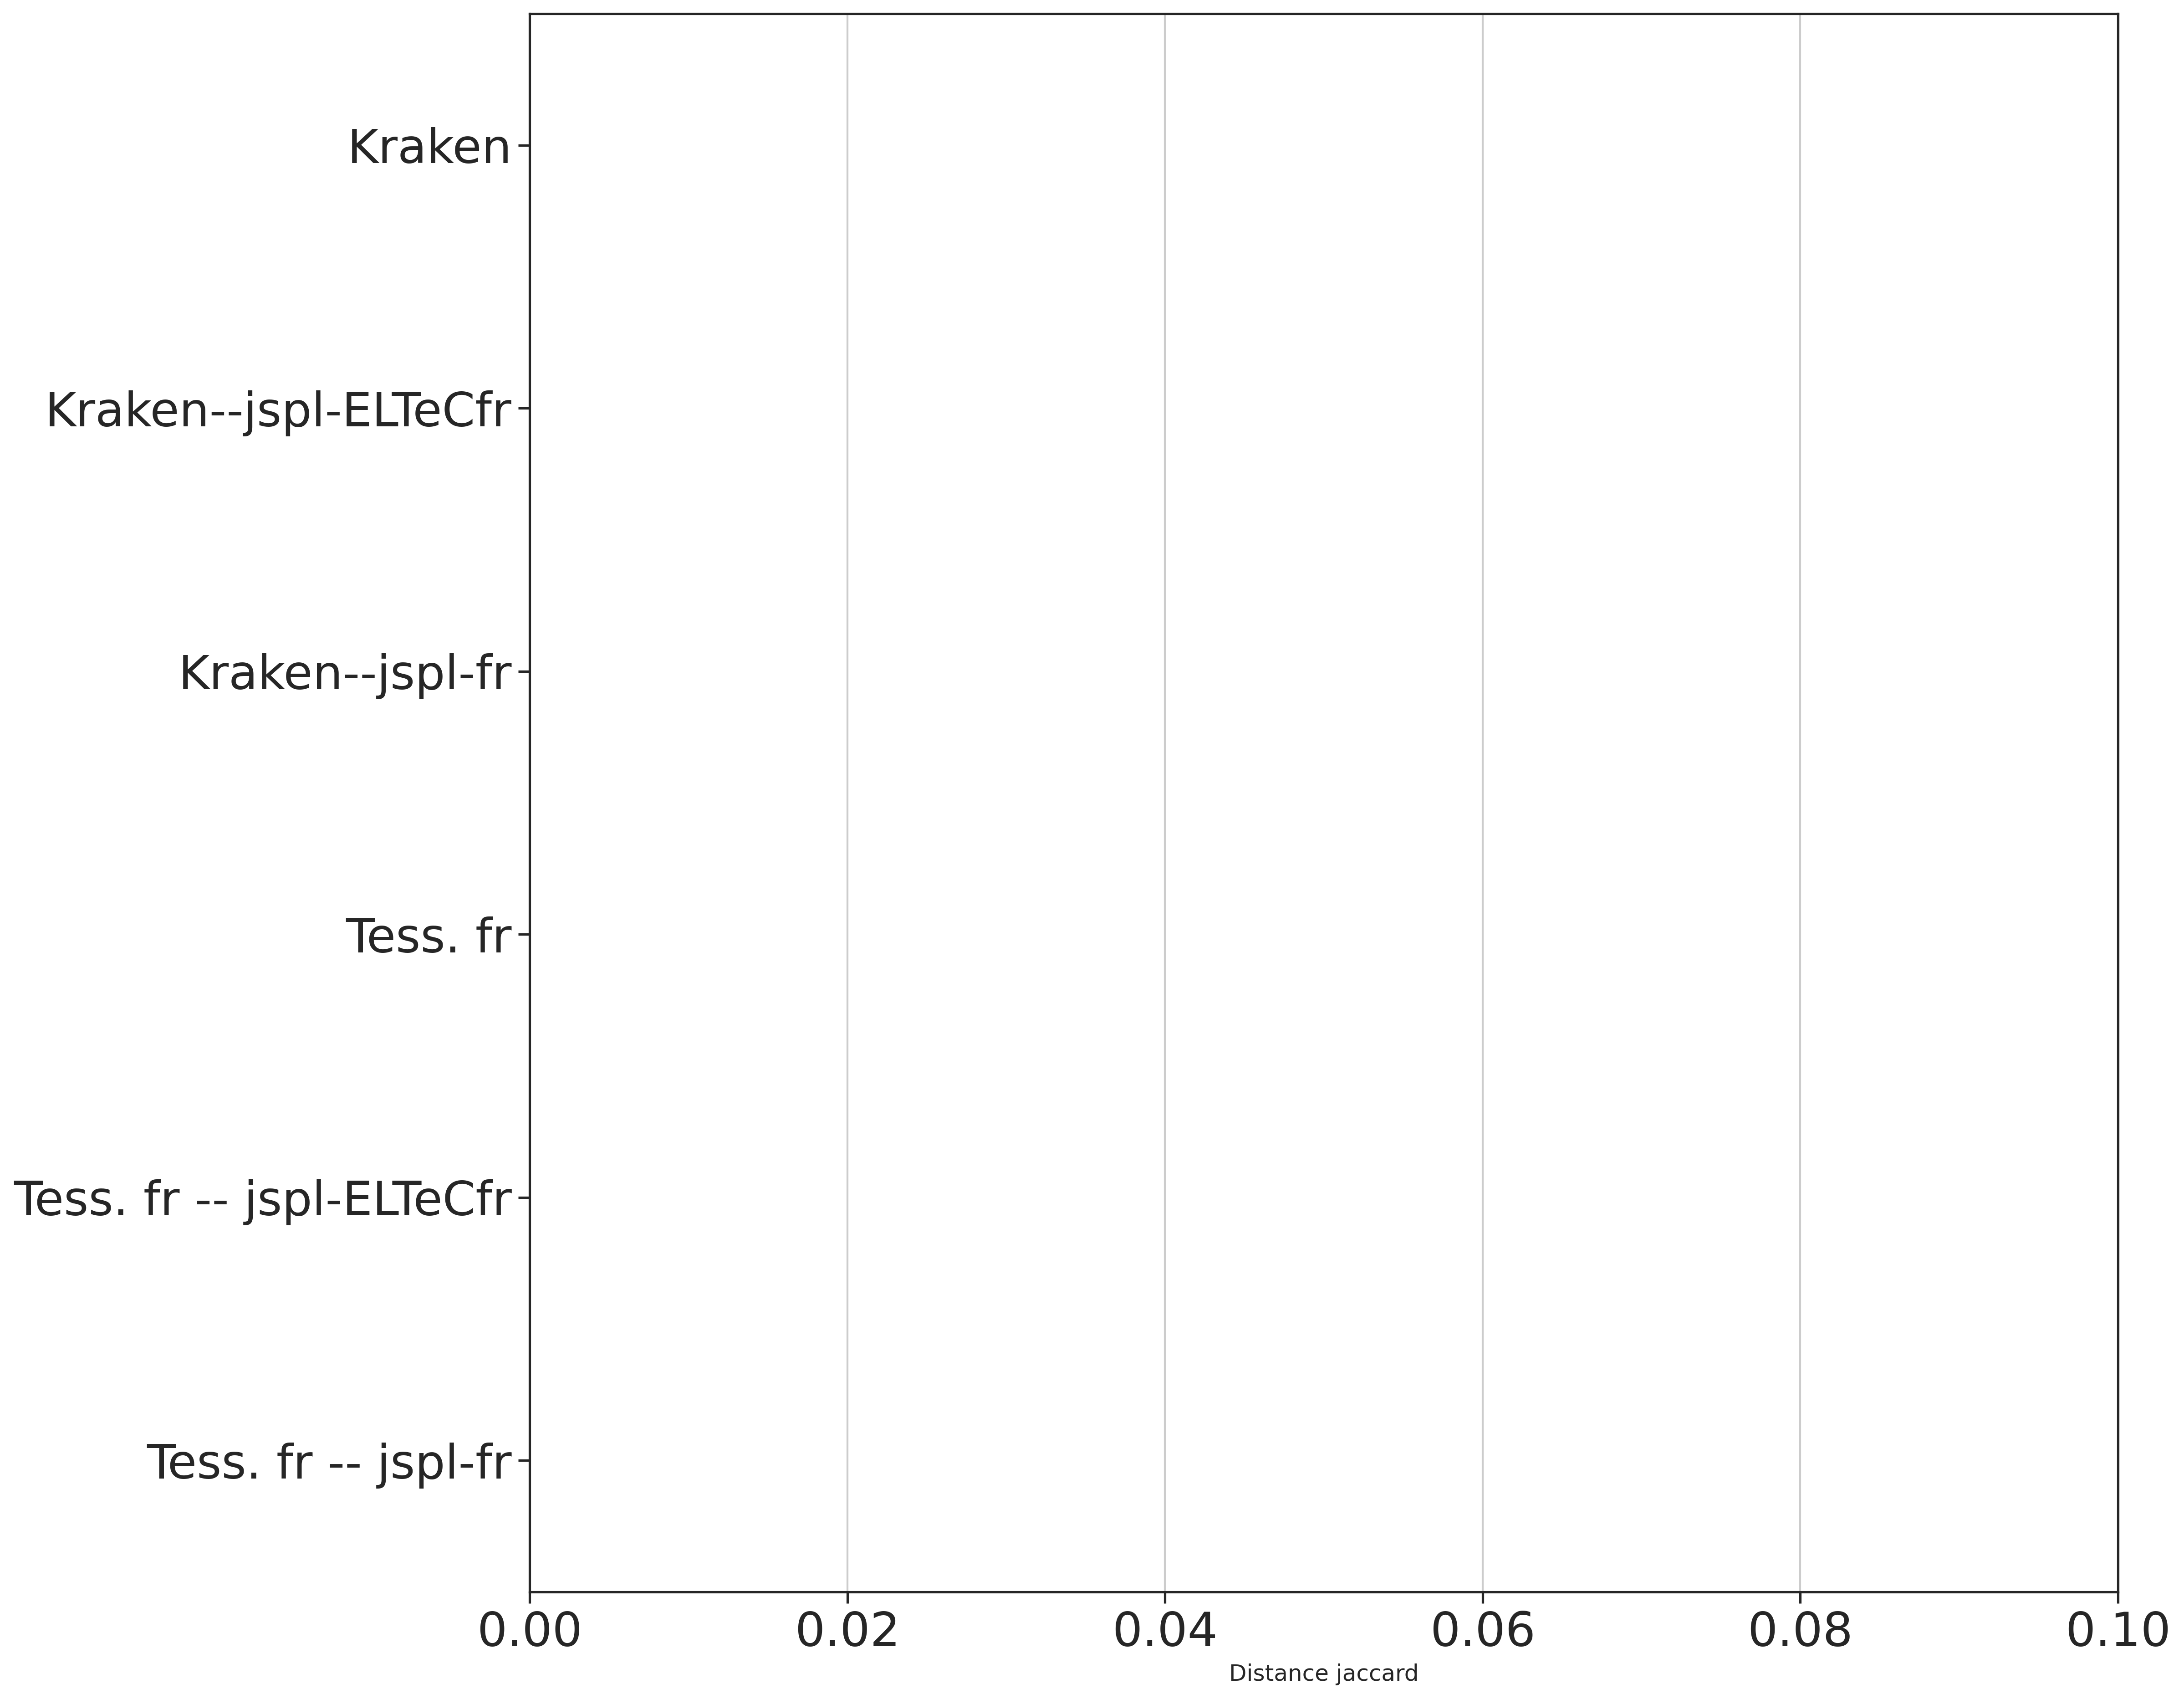 Kraken
Kraken--jspl-ELTeCfr
Kraken--jspl-fr
Tess. fr
Tess. fr -- jspl-ELTeCfr
Tess. fr -- jspl-fr
0.00 0.02 0.04 0.06 0.08 0.10
Distance jaccard